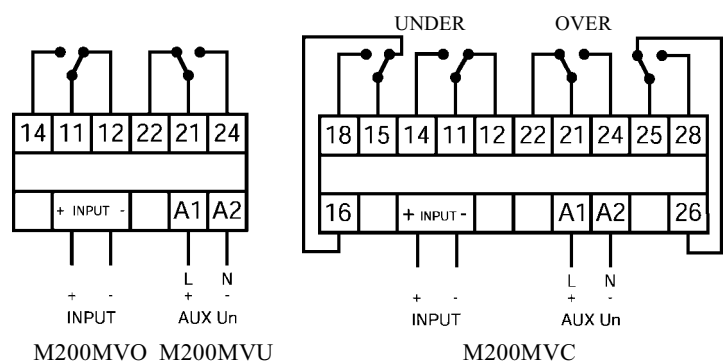 UNDER OVER
14 11 12 22 21 24
18 15 14 11 12 22 21 24 25 28
+ INPUT - A1 A2
16 + INPUT - A1 A2 26
L N
+ - + -
INPUT AUX Un
L N
+ - + -
INPUT AUX Un
M200MVO M200MVU
M200MVC